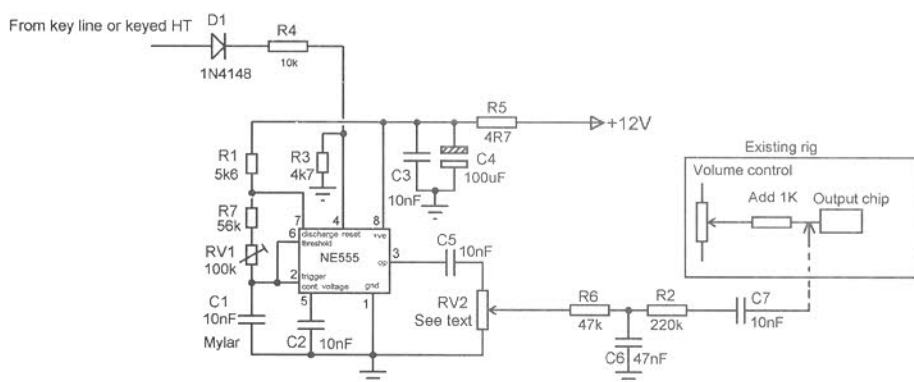 From key line or keyed HT
D1
1N4148
R4
10k
R5
4R7
+12V
R1
5k6
R3
4k7
C3
10nF
C4
100uF
Existing rig
Volume control
Add 1K
Output chip
R7
56k
RV1
100k
7
4
8
discharge
reset
+ve
6
threshold
NE555
3
op
C5
10nF
2
trigger
cont. voltage
gnd
5
1
RV2
See text
R6
47k
R2
220k
C7
10nF
C1
10nF
Mylar
C2
10nF
C6
47nF